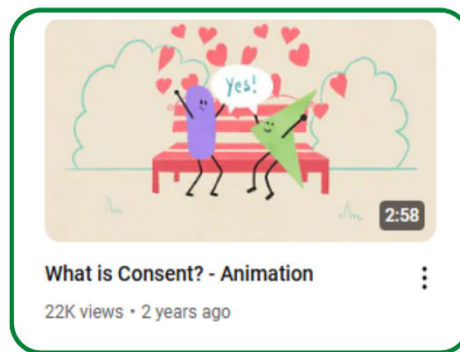 Yes!
2:58
What is Consent? - Animation
22K views • 2 years ago